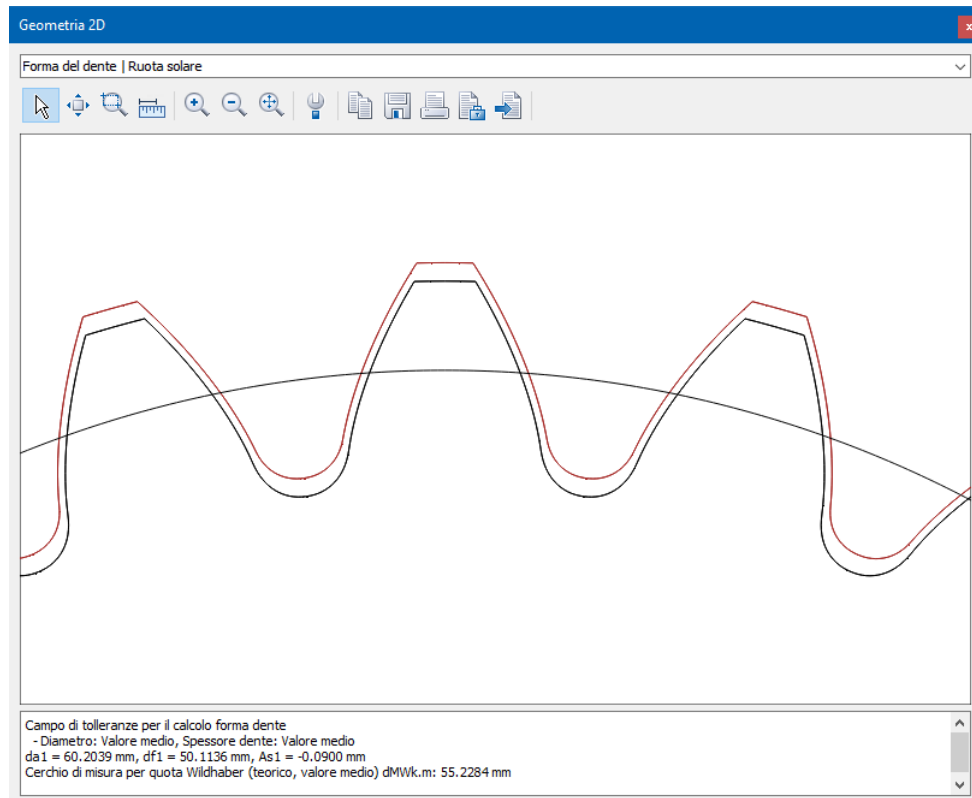 Geometria 2D
Forma del dente | Ruota solare
Campo di tolleranze per il calcolo forma dente
- Diametro: Valore medio, Spessore dente: Valore medio
da1 = 60.2039 mm, df1 = 50.1136 mm, As1 = -0.0900 mm
Cerchio di misura per quota Wildhaber (teorico, valore medio) dMWk.m: 55.2284 mm